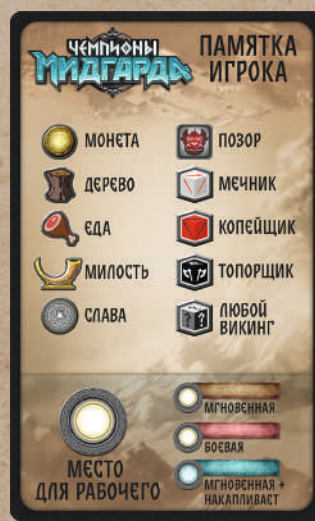 ЧЕМПИОНЫ
МИДГАРДА
ПАМЯТКА
ИГРОКА
МОНЕТА
ДЕРЕВО
ЕДА
МИЛОСТЬ
СЛАВА
ПОЗОР
МЕЧНИК
КОПЕЙЩИК
ТОПОРЩИК
ЛЮБОЙ
ВИКИНГ
МЕСТО
ДЛЯ РАБОЧЕГО
МГНОВЕННАЯ
БОЕВАЯ
МГНОВЕННАЯ +
НАКАПЛИВАЕТ